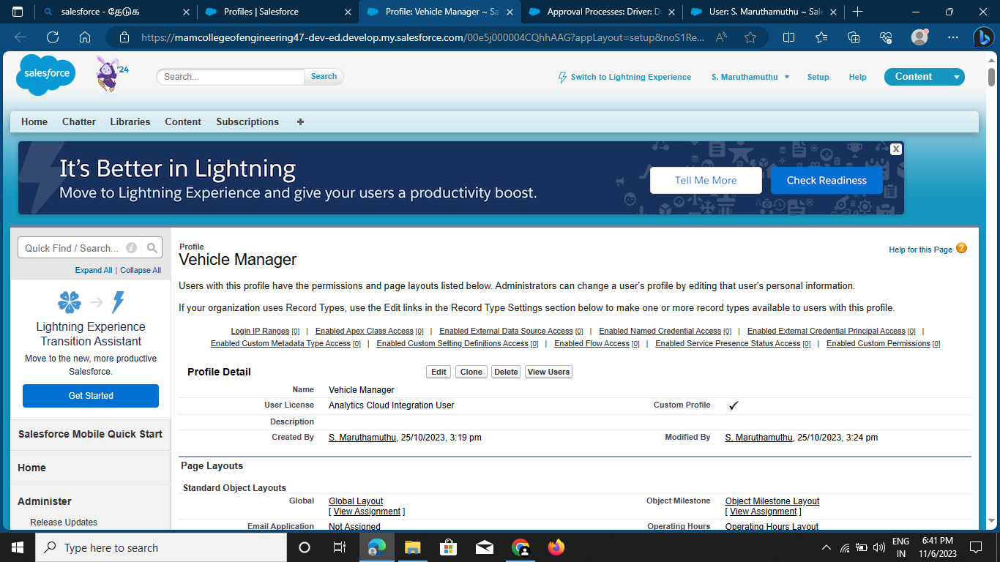 salesforce - தேடுக
Profiles | Salesforce
Profile: Vehicle Manager ~ Sa
Approval Processes: Driver: D
User: S. Maruthamuthu ~ Sale
https://mamcollegeofengineering47-dev-ed.develop.my.salesforce.com/00e5j000004CQhhAAG?appLayout=setup&noS1Re...
salesforce
'24
Search...
Search
Switch to Lightning Experience
S. Maruthamuthu
Setup
Help
Content
Home
Chatter
Libraries
Content
Subscriptions
+
It's Better in Lightning
Move to Lightning Experience and give your users a productivity boost.
Tell Me More
Check Readiness
X
Quick Find / Search...
Expand All | Collapse All
Lightning Experience
Transition Assistant
Move to the new, more productive
Salesforce.
Get Started
Salesforce Mobile Quick Start
Home
Administer
Release Updates
Profile
Vehicle Manager
Help for this Page
Users with this profile have the permissions and page layouts listed below. Administrators can change a user's profile by editing that user's personal information.
If your organization uses Record Types, use the Edit links in the Record Type Settings section below to make one or more record types available to users with this profile.
Login IP Ranges [0] | Enabled Apex Class Access [0] | Enabled External Data Source Access [0] | Enabled Named Credential Access [0] | Enabled External Credential Principal Access [0] |
Enabled Custom Metadata Type Access [0] | Enabled Custom Setting Definitions Access [0] | Enabled Flow Access [0] | Enabled Service Presence Status Access [0] | Enabled Custom Permissions [0]
Profile Detail
Edit
Clone
Delete
View Users
Name Vehicle Manager
User License Analytics Cloud Integration User
Custom Profile
Description
Created By S. Maruthamuthu, 25/10/2023, 3:19 pm
Modified By S. Maruthamuthu, 25/10/2023, 3:24 pm
Page Layouts
Standard Object Layouts
Global Global Layout
[ View Assignment ]
Object Milestone Object Milestone Layout
[ View Assignment ]
Email Application Not Assigned
Operating Hours Operating Hours Layout
Type here to search
ENG
IN
6:41 PM
11/6/2023